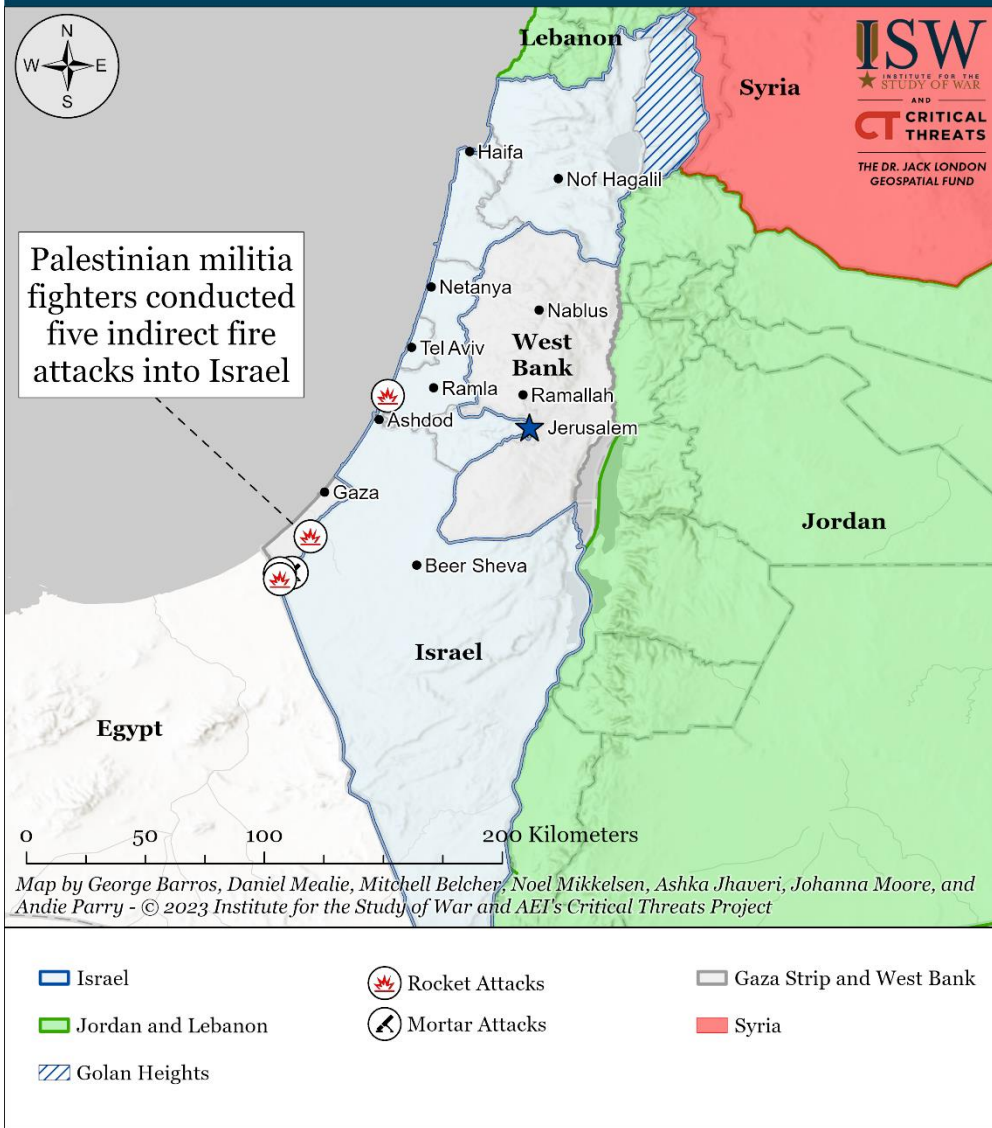 N
W
E
S
Lebanon
Syria
ISW
INSTITUTE FOR THE
STUDY OF WAR
AND
CT CRITICAL
THREATS
THE DR. JACK LONDON
GEOSPATIAL FUND
Haifa
Nof Hagalil
Palestinian militia
fighters conducted
five indirect fire
attacks into Israel
Netanya
Nablus
West
Bank
Tel Aviv
Ramla
Ramallah
Ashdod
Jerusalem
Gaza
Jordan
Beer Sheva
Israel
Egypt
0 50 100 200 Kilometers
Map by George Barros, Daniel Mealie, Mitchell Belcher, Noel Mikkelsen, Ashka Jhaveri, Johanna Moore, and
Andie Parry - © 2023 Institute for the Study of War and AEI's Critical Threats Project
Israel
Rocket Attacks
Gaza Strip and West Bank
Jordan and Lebanon
Mortar Attacks
Syria
Golan Heights